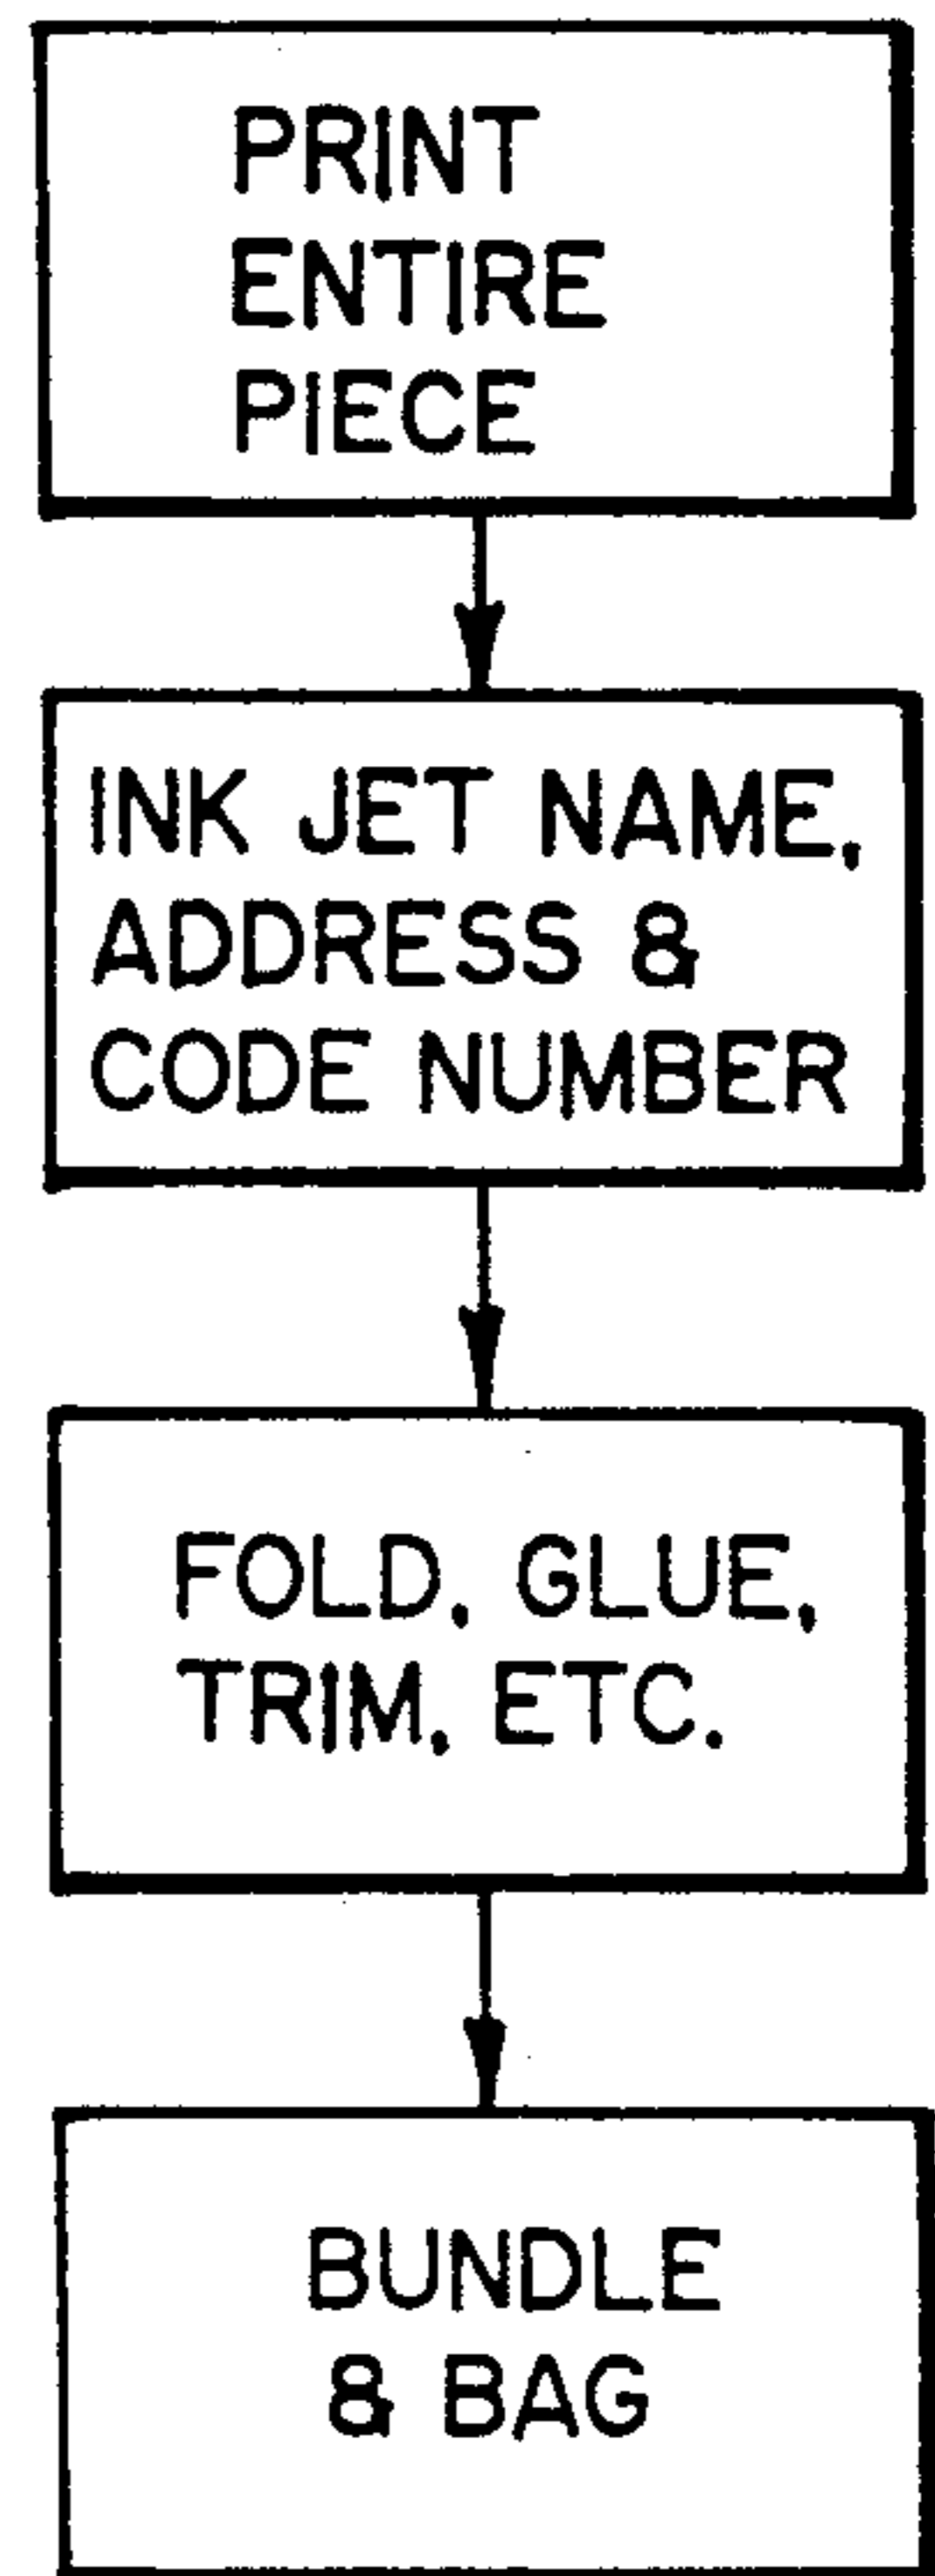 PRINT
ENTIRE
PIECE
INK JET NAME,
ADDRESS &
CODE NUMBER
FOLD, GLUE,
TRIM, ETC.
BUNDLE
& BAG